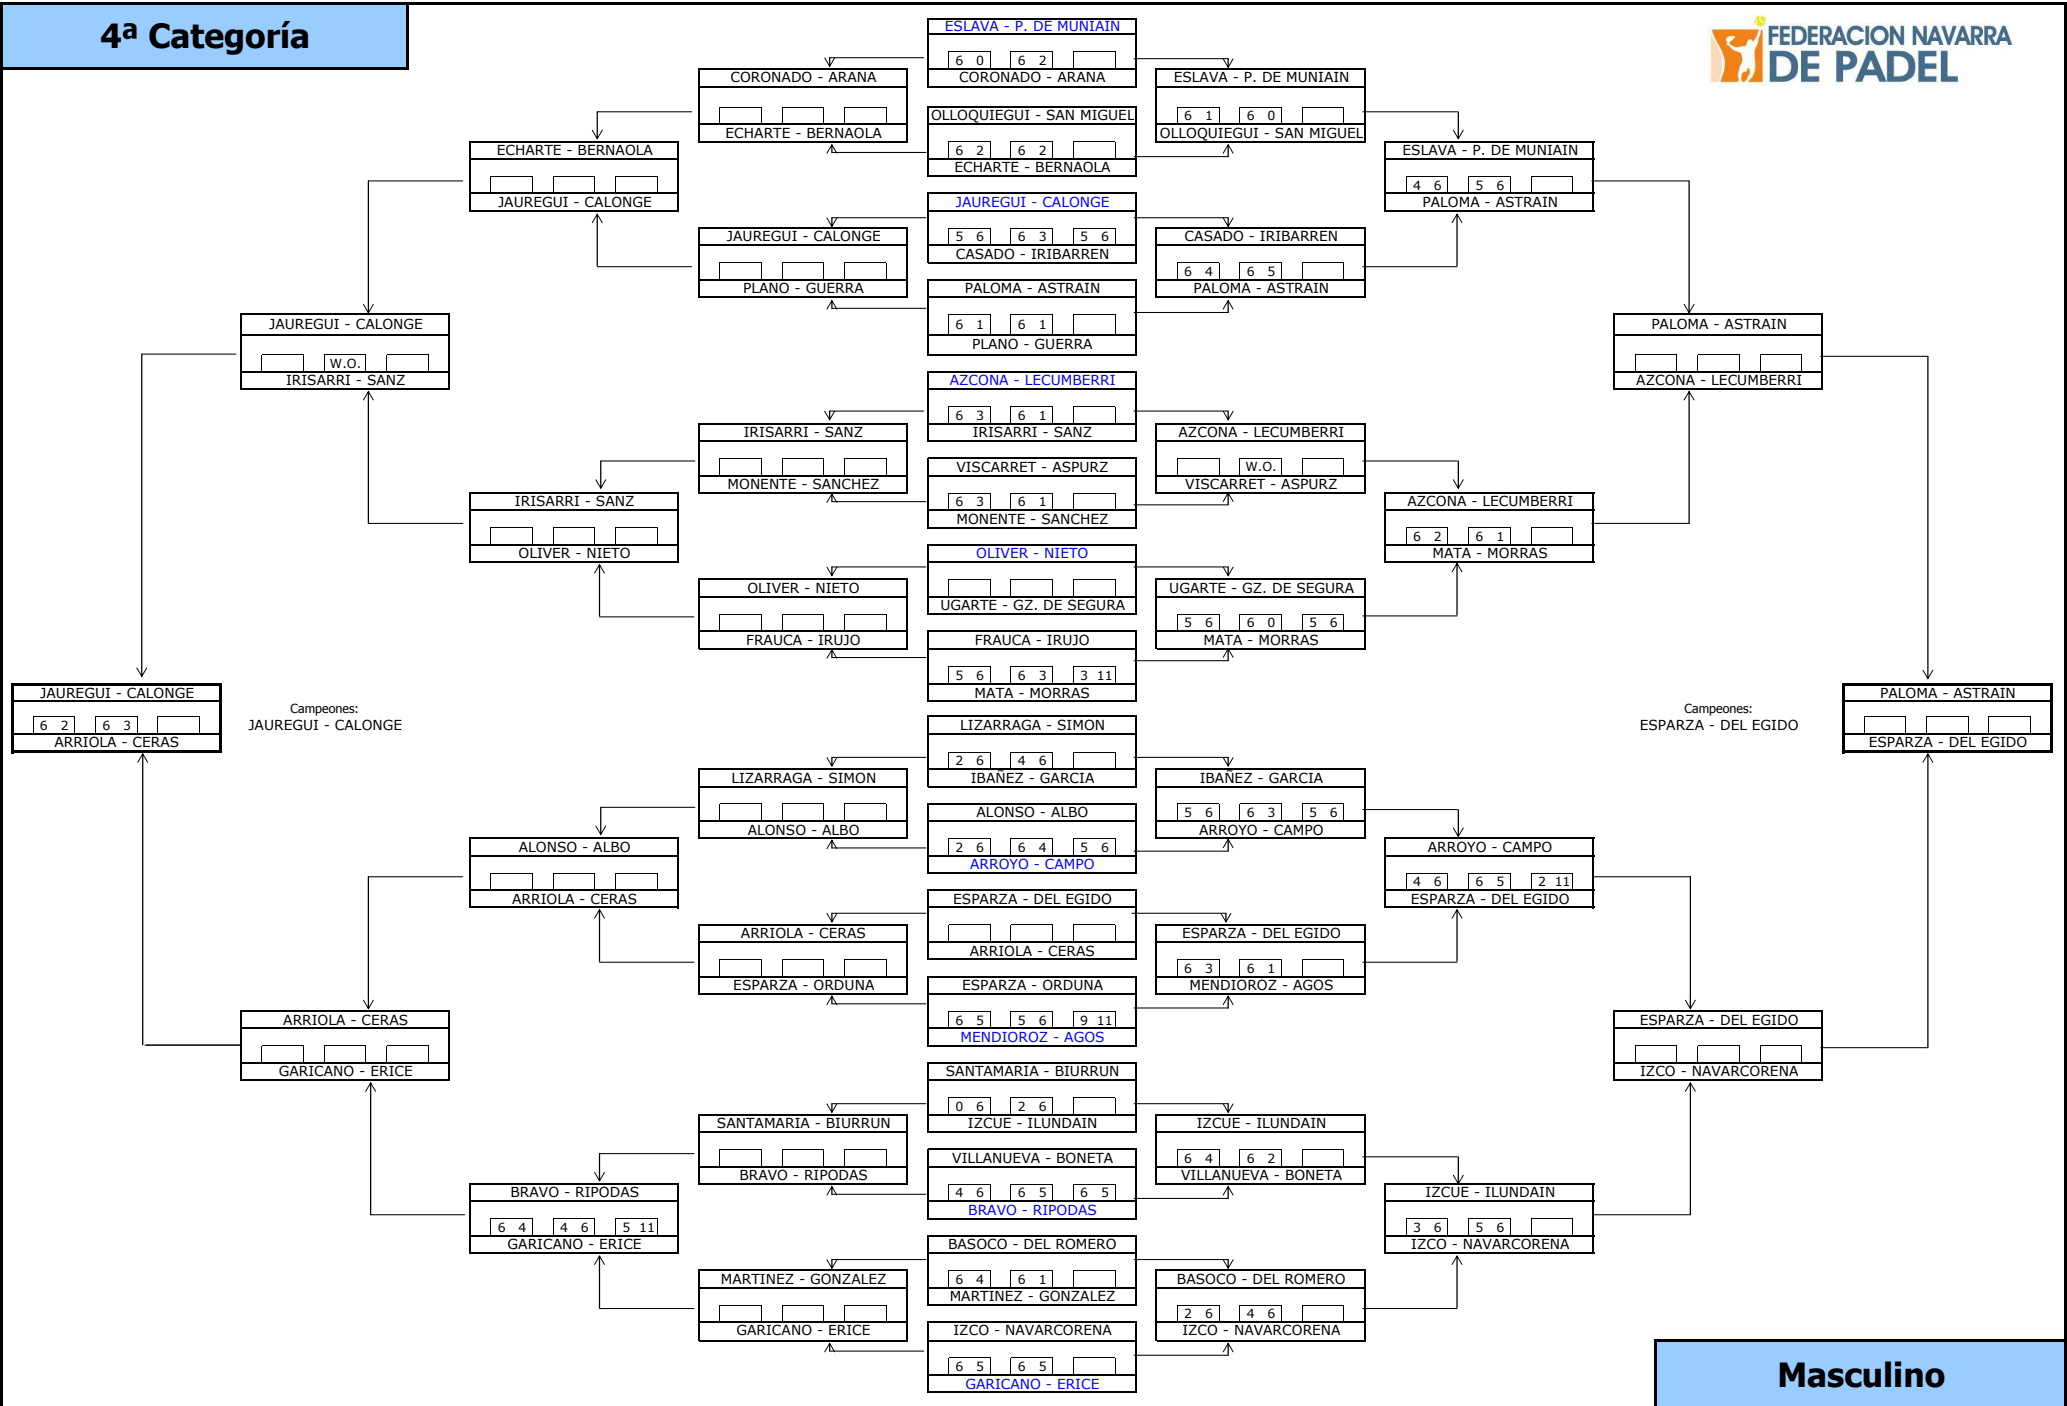 4ª Categoría
FEDERACION NAVARRA
DE PADEL
JAUREGUI - CALONGE
6 2 6 3
ARRIOLA - CERAS
Campeones:
JAUREGUI - CALONGE
JAUREGUI - CALONGE
W.O.
IRISARRI - SANZ
ARRIOLA - CERAS
GARICANO - ERICE
ECHARTE - BERNAOLA
JAUREGUI - CALONGE
IRISARRI - SANZ
OLIVER - NIETO
ALONSO - ALBO
ARRIOLA - CERAS
BRAVO - RIPODAS
6 4 4 6 5 11
GARICANO - ERICE
CORONADO - ARANA
ECHARTE - BERNAOLA
JAUREGUI - CALONGE
PLANO - GUERRA
IRISARRI - SANZ
MONENTE - SANCHEZ
OLIVER - NIETO
FRAUCA - IRUJO
LIZARRAGA - SIMON
ALONSO - ALBO
ARRIOLA - CERAS
ESPARZA - ORDUNA
SANTAMARIA - BIURRUN
BRAVO - RIPODAS
MARTINEZ - GONZALEZ
GARICANO - ERICE
ESLAVA - P. DE MUNIAIN
6 0 6 2
CORONADO - ARANA
OLLOQUIEGUI - SAN MIGUEL
6 2 6 2
ECHARTE - BERNAOLA
JAUREGUI - CALONGE
5 6 6 3 5 6
CASADO - IRIBARREN
PALOMA - ASTRAIN
6 1 6 1
PLANO - GUERRA
AZCONA - LECUMBERRI
6 3 6 1
IRISARRI - SANZ
VISCARRET - ASPURZ
6 3 6 1
MONENTE - SANCHEZ
OLIVER - NIETO
UGARTE - GZ. DE SEGURA
FRAUCA - IRUJO
5 6 6 3 3 11
MATA - MORRAS
LIZARRAGA - SIMON
2 6 4 6
IBAÑEZ - GARCIA
ALONSO - ALBO
2 6 6 4 5 6
ARROYO - CAMPO
ESPARZA - DEL EGIDO
ARRIOLA - CERAS
ESPARZA - ORDUNA
6 5 5 6 9 11
MENDIOROZ - AGOS
SANTAMARIA - BIURRUN
0 6 2 6
IZCUE - ILUNDAIN
VILLANUEVA - BONETA
4 6 6 5 6 5
BRAVO - RIPODAS
BASOCO - DEL ROMERO
6 4 6 1
MARTINEZ - GONZALEZ
IZCO - NAVARCORENA
6 5 6 5
GARICANO - ERICE
ESLAVA - P. DE MUNIAIN
6 1 6 0
OLLOQUIEGUI - SAN MIGUEL
CASADO - IRIBARREN
6 4 6 5
PALOMA - ASTRAIN
AZCONA - LECUMBERRI
W.O.
VISCARRET - ASPURZ
UGARTE - GZ. DE SEGURA
5 6 6 0 5 6
MATA - MORRAS
IBAÑEZ - GARCIA
5 6 6 3 5 6
ARROYO - CAMPO
ESPARZA - DEL EGIDO
6 3 6 1
MENDIOROZ - AGOS
IZCUE - ILUNDAIN
6 4 6 2
VILLANUEVA - BONETA
BASOCO - DEL ROMERO
2 6 4 6
IZCO - NAVARCORENA
ESLAVA - P. DE MUNIAIN
4 6 5 6
PALOMA - ASTRAIN
AZCONA - LECUMBERRI
6 2 6 1
MATA - MORRAS
ARROYO - CAMPO
4 6 6 5 2 11
ESPARZA - DEL EGIDO
IZCUE - ILUNDAIN
3 6 5 6
IZCO - NAVARCORENA
PALOMA - ASTRAIN
AZCONA - LECUMBERRI
ESPARZA - DEL EGIDO
IZCO - NAVARCORENA
Campeones:
ESPARZA - DEL EGIDO
PALOMA - ASTRAIN
ESPARZA - DEL EGIDO
Masculino